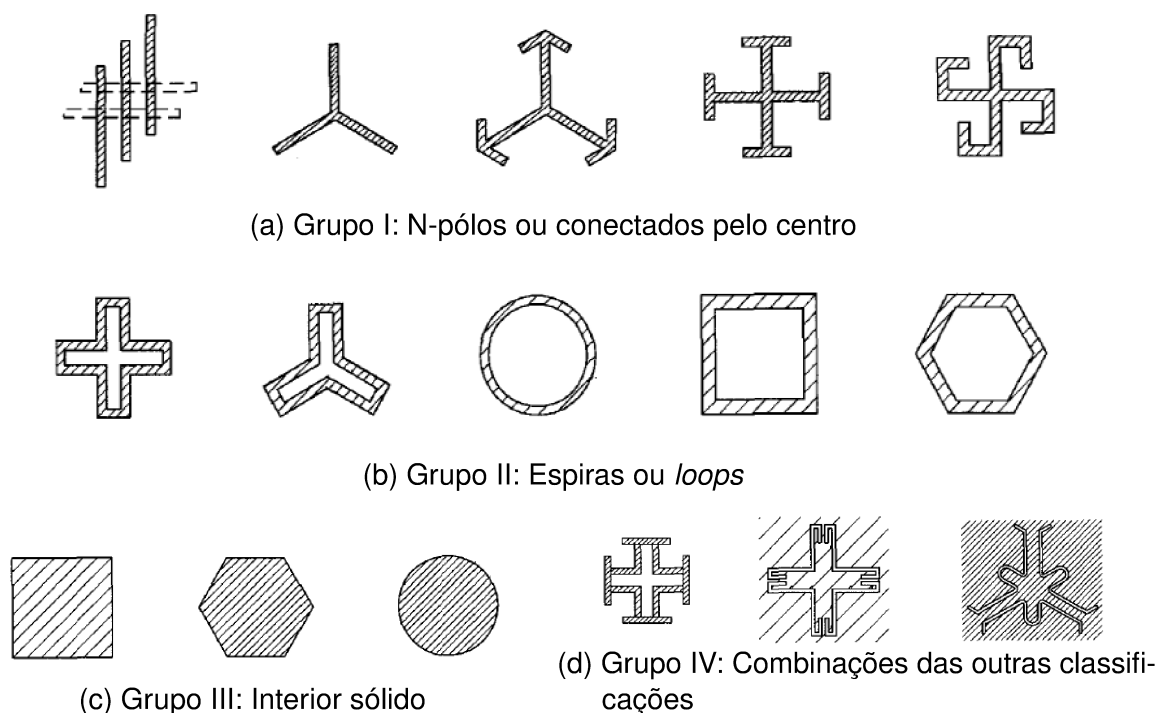 (a) Grupo I: N-pólos ou conectados pelo centro
(b) Grupo II: Espiras ou loops
(c) Grupo III: Interior sólido
(d) Grupo IV: Combinações das outras classifi-
cações